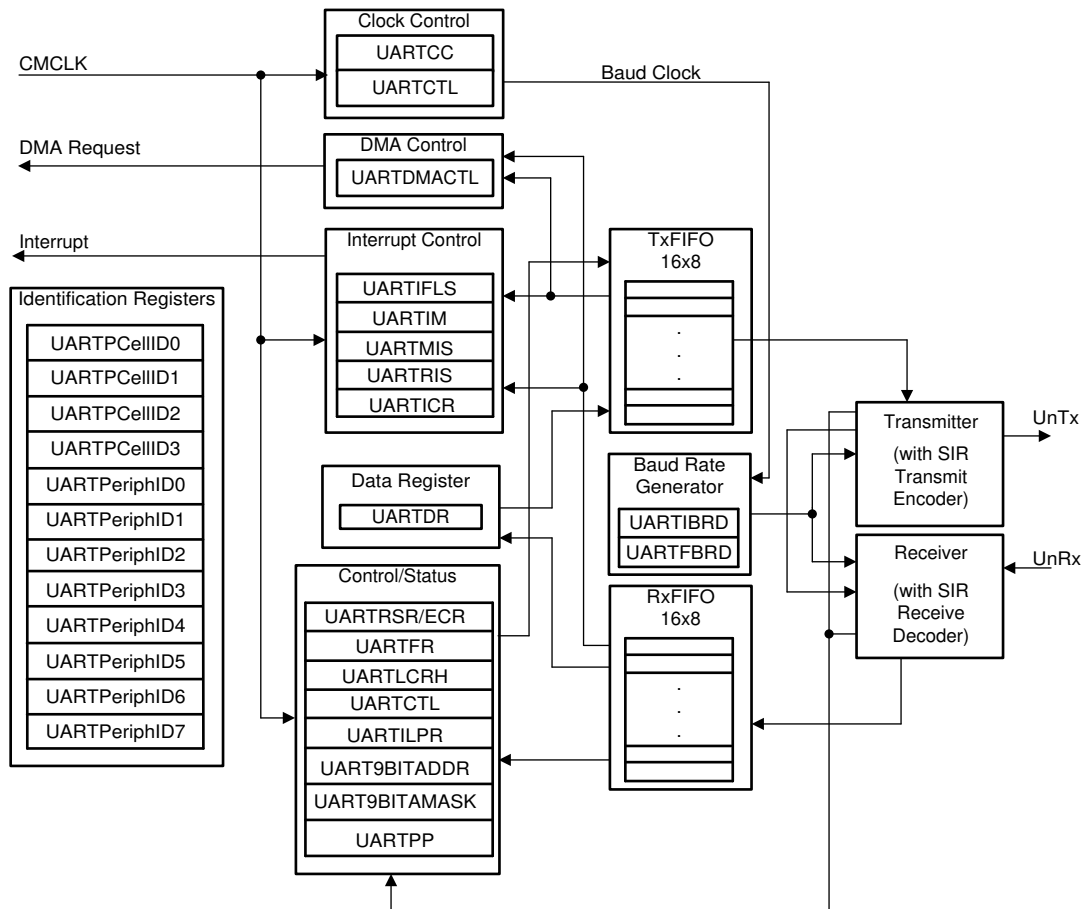 Clock Control
UARTCC
UARTCTL
CMCLK
Baud Clock
DMA Request
DMA Control
UARTDMACTL
Interrupt
Interrupt Control
UARTIFLS
UARTIM
UARTMIS
UARTRIS
UARTICR
TxFIFO
16x8
.
.
.
Identification Registers
UARTPCellID0
UARTPCellID1
UARTPCellID2
UARTPCellID3
UARTPeriphID0
UARTPeriphID1
UARTPeriphID2
UARTPeriphID3
UARTPeriphID4
UARTPeriphID5
UARTPeriphID6
UARTPeriphID7
Data Register
UARTDR
Baud Rate
Generator
UARTIBRD
UARTFBRD
Transmitter
(with SIR
Transmit
Encoder)
UnTx
Receiver
(with SIR
Receive
Decoder)
UnRx
Control/Status
UARTRSR/ECR
UARTFR
UARTLCRH
UARTCTL
UARTILPR
UART9BITADDR
UART9BITAMASK
UARTPP
RxFIFO
16x8
.
.
.